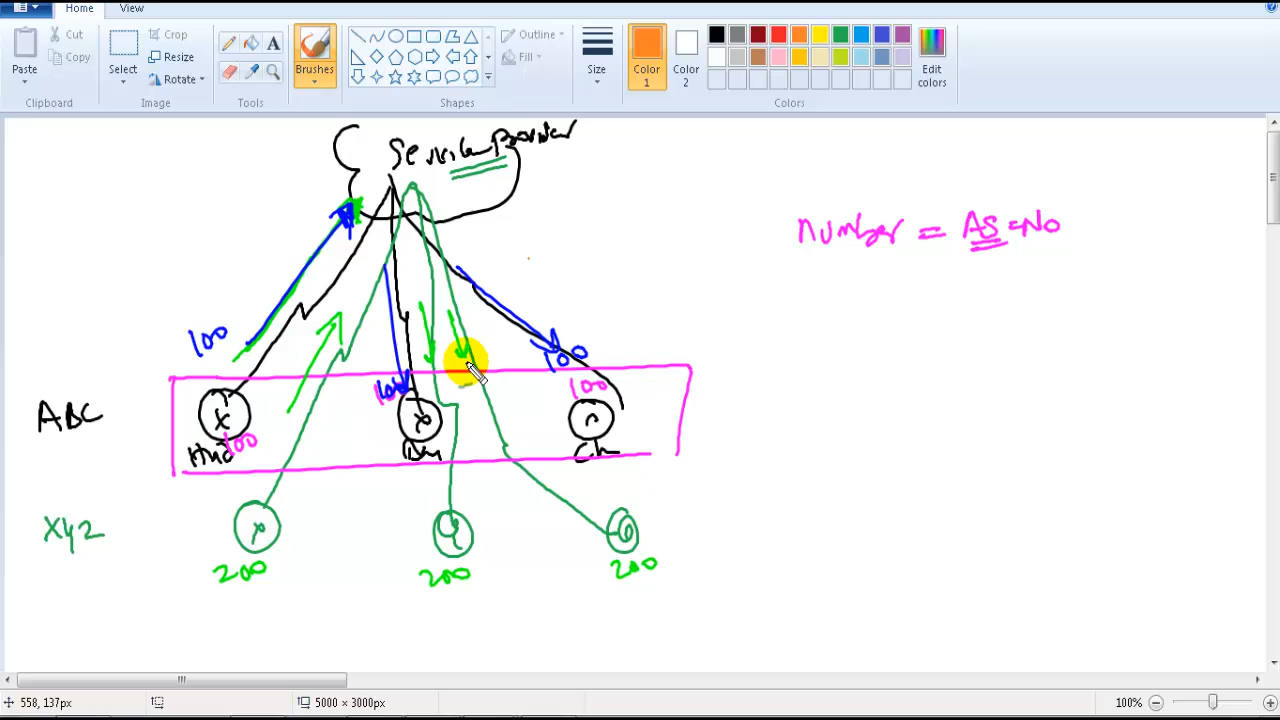 Home
View
Paste
Cut
Copy
Clipboard
Select
Crop
Resize
Rotate
Image
A
Tools
Brushes
Outline
Fill
Shapes
Size
Color 1
Color 2
Edit colors
Colors
Service Provider
number = AS-No
100
100
100
100
100
ABC
XYZ
200
200
200
558, 137px
5000 × 3000px
100%